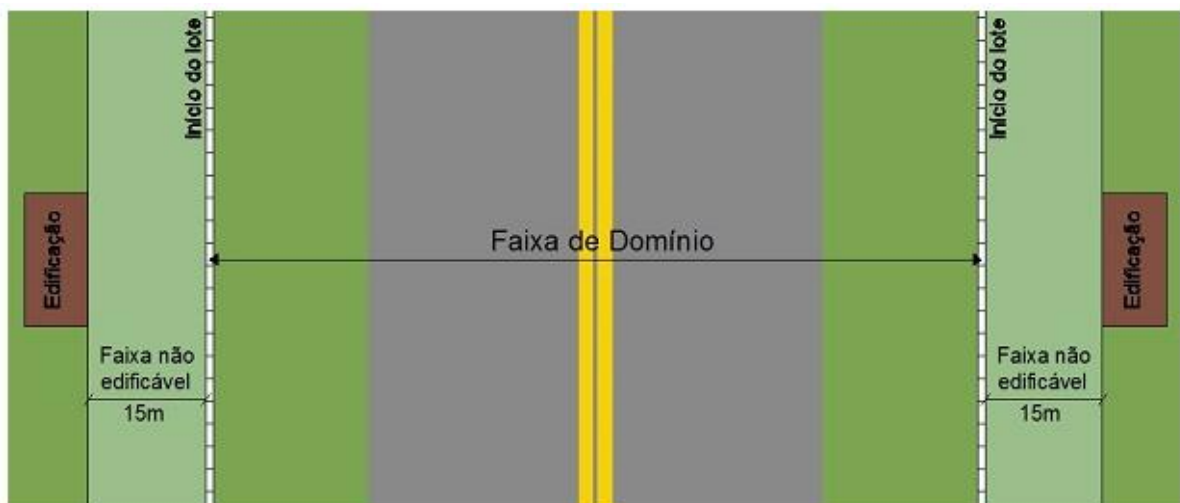 Início do lote
Início do lote
Faixa de Domínio
Edificação
Edificação
Faixa não
edificável
15m
Faixa não
edificável
15m